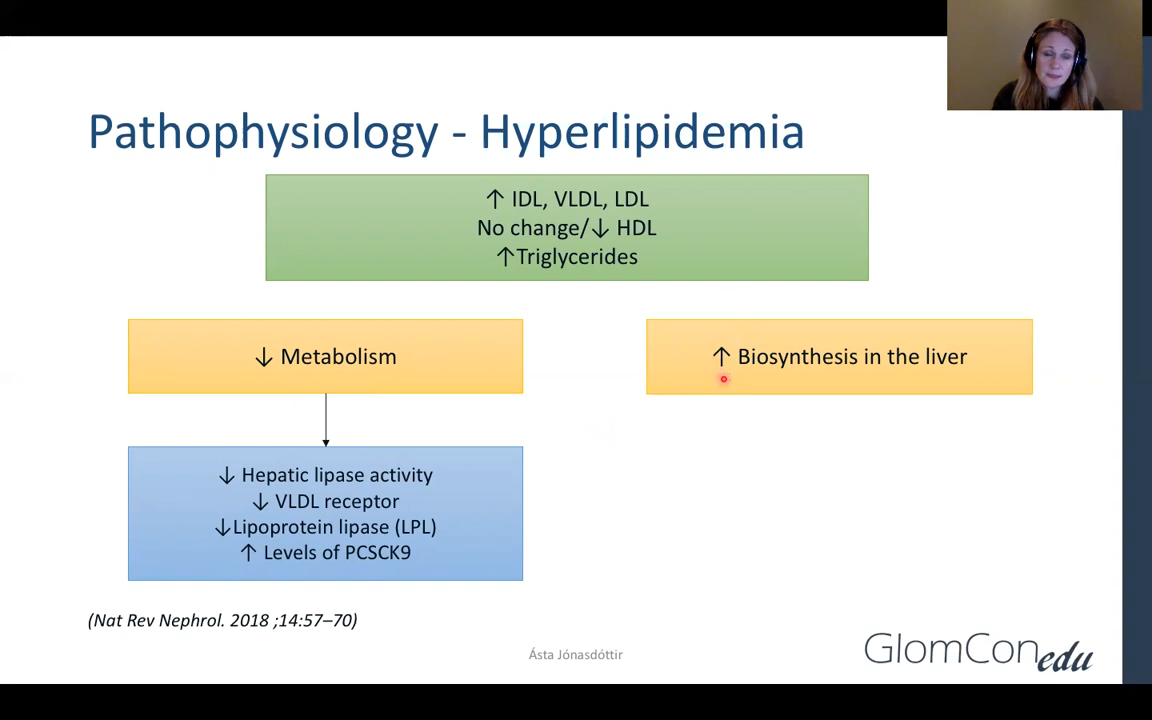 Pathophysiology - Hyperlipidemia
↑ IDL, VLDL, LDL
No change/↓ HDL
↑Triglycerides
↓ Metabolism
↑ Biosynthesis in the liver
↓ Hepatic lipase activity
↓ VLDL receptor
↓Lipoprotein lipase (LPL)
↑ Levels of PCSCK9
(Nat Rev Nephrol. 2018 ;14:57–70)
Ásta Jónasdóttir
GlomConedu